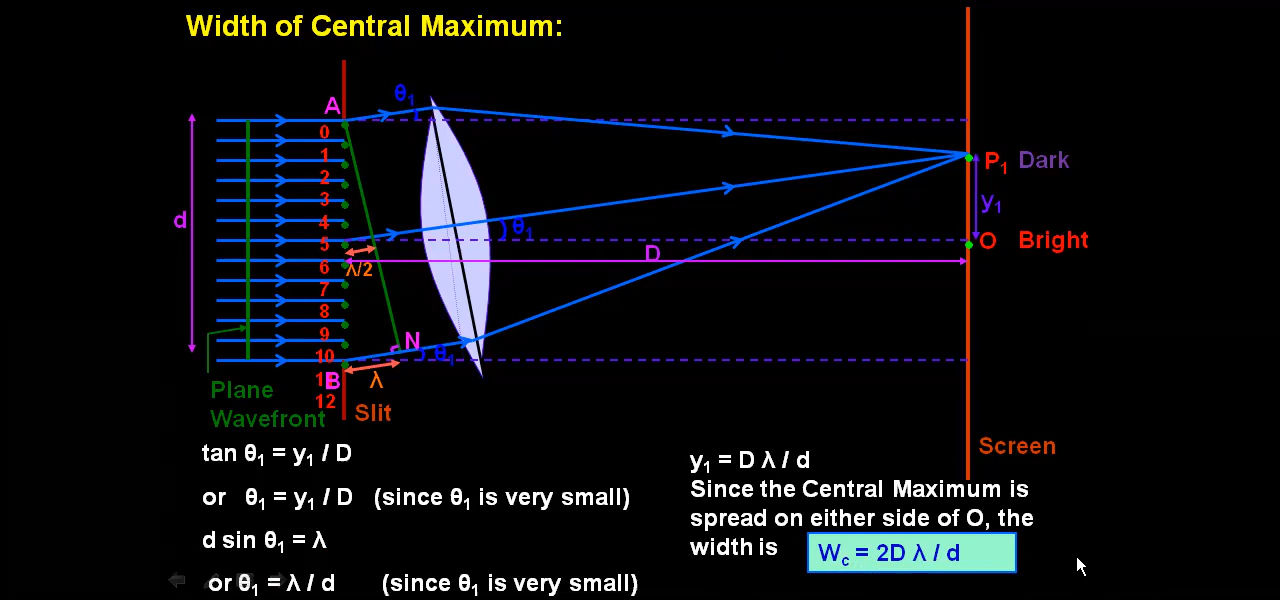 Width of Central Maximum:
A
θ1
0
1
2
3
4
5
6
7
8
9
10
12
d
θ1
λ/2
D
N
θ1
B
λ
P1 Dark
y1
O Bright
Plane
Wavefront
Slit
Screen
tan θ1 = y1 / D
or θ1 = y1 / D (since θ1 is very small)
d sin θ1 = λ
or θ1 = λ / d (since θ1 is very small)
y1 = D λ / d
Since the Central Maximum is
spread on either side of O, the
width is Wc = 2D λ / d